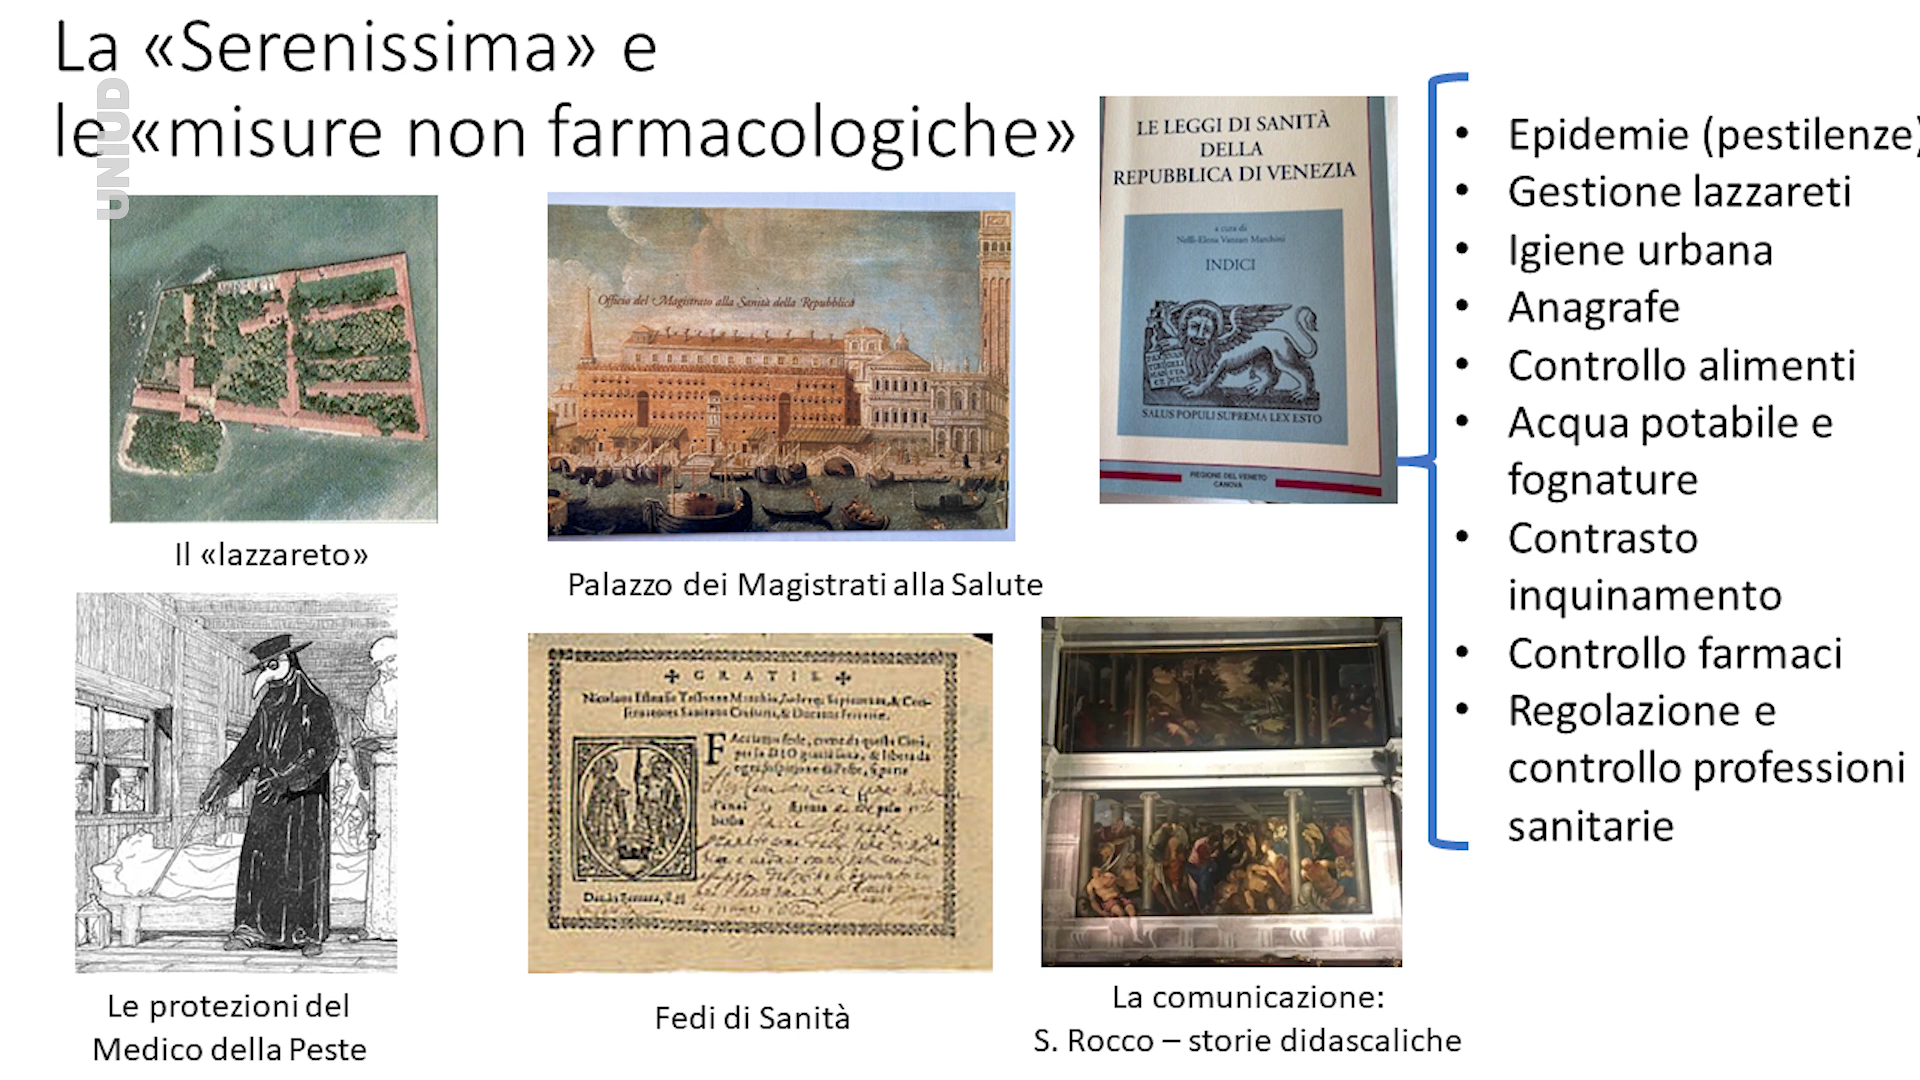 La «Serenissima» e
le «misure non farmacologiche»
UNIUD
Il «lazzareto»
Officio del Magistrato alla Sanità della Repubblica
Palazzo dei Magistrati alla Salute
LE LEGGI DI SANITÀ
DELLA
REPUBBLICA DI VENEZIA
a cura di
Nelli-Elena Vanzan Marchini
INDICI
SALUS POPULI SUPREMA LEX ESTO
REGIONE DEL VENETO
CANOVA
• Epidemie (pestilenze)
• Gestione lazzareti
• Igiene urbana
• Anagrafe
• Controllo alimenti
• Acqua potabile e
fognature
• Contrasto
inquinamento
• Controllo farmaci
• Regolazione e
controllo professioni
sanitarie
Le protezioni del
Medico della Peste
GRATIS
Fedi di Sanità
La comunicazione:
S. Rocco – storie didascaliche